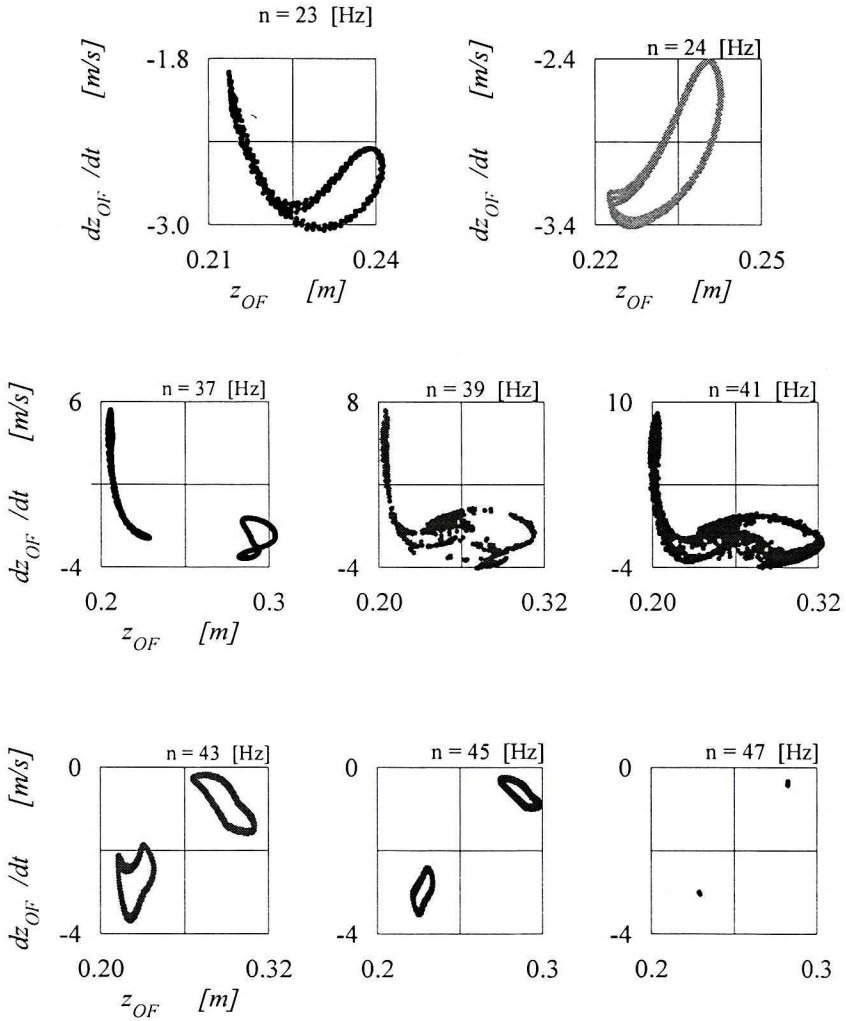 n = 23 [Hz]
n = 24 [Hz]
dz_OF /dt [m/s]
-1.8
-3.0
0.21 0.24
z_OF [m]
dz_OF /dt [m/s]
-2.4
-3.4
0.22 0.25
z_OF [m]
n = 37 [Hz]
n = 39 [Hz]
n =41 [Hz]
dz_OF /dt [m/s]
6
-4
0.2 0.3
z_OF [m]
8
-4
0.20 0.32
10
-4
0.20 0.32
n = 43 [Hz]
n = 45 [Hz]
n = 47 [Hz]
dz_OF /dt [m/s]
0
-4
0.20 0.32
z_OF [m]
0
-4
0.2 0.3
0
-4
0.2 0.3